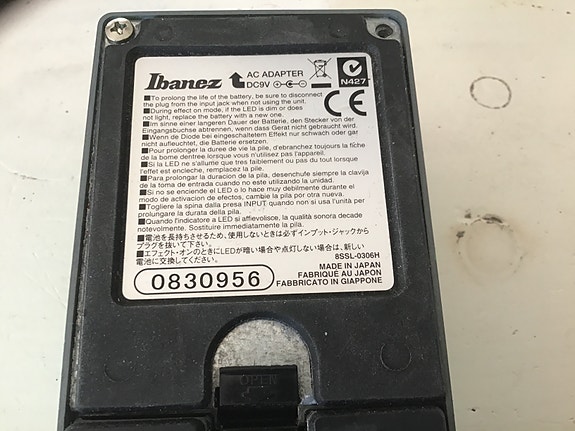 Ibanez AC ADAPTER
DC9V
N427
CE
■To prolong the life of the battery, be sure to disconnect
the plug from the input jack when not using the unit.
■During effect on mode, if the LED is dim or does
not light, replace the battery with a new one.
■Im sinne einer langeren Dauer der Batterie, den Stecker von der
Eingangsbuchse abtrennen, wenn dass Gerät nicht gebraucht wird.
■Wenn die Diode bei eingeschaltetem Effekt nur schwach oder gar
nicht aufleuchtet, die Batterie ersetzen.
■Pour prolonger la duree de vie la pile, d'ebranchez toujours la fiche
de la borne dentree lorsque vous n'utilisez pas l'appareil.
■Si la LED ne s'allume que tres faiblement ou pas du tout lorsque
l'effet est encleche, remplacez la pile.
■Para prolongar la duracion de la pila, desenchufe siempre la clavija
de la toma de entrada cuando no este utilizando la unidad.
■Si no se enciende el LED o lo hace muy debilmente durante el
modo de activacion de efectos, cambie la pila por otra nueva.
■Togliere la spina dalla presa INPUT quando non si usa l'unità per
prolungare la durata della pila.
■Quando l'indicatore a LED si affievolisce, la qualità sonora decade
notevolmente. Sostituire immediatamente la pila.
■電池を長持ちさせるため、使用しないときは必ずインプット・ジャックから
プラグを抜いて下さい。
■エフェクト・オンのときにLEDが暗い場合や点灯しない場合は、新しい
電池に交換してください。
8SSL-0306H
MADE IN JAPAN
FABRIQUÉ AU JAPON
FABBRICATO IN GIAPPONE
0830956
OPEN